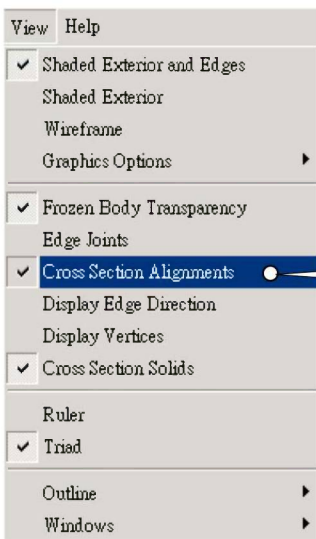 View Help
Shaded Exterior and Edges
Shaded Exterior
Wireframe
Graphics Options
Frozen Body Transparency
Edge Joints
Cross Section Alignments
Display Edge Direction
Display Vertices
Cross Section Solids
Ruler
Triad
Outline
Windows